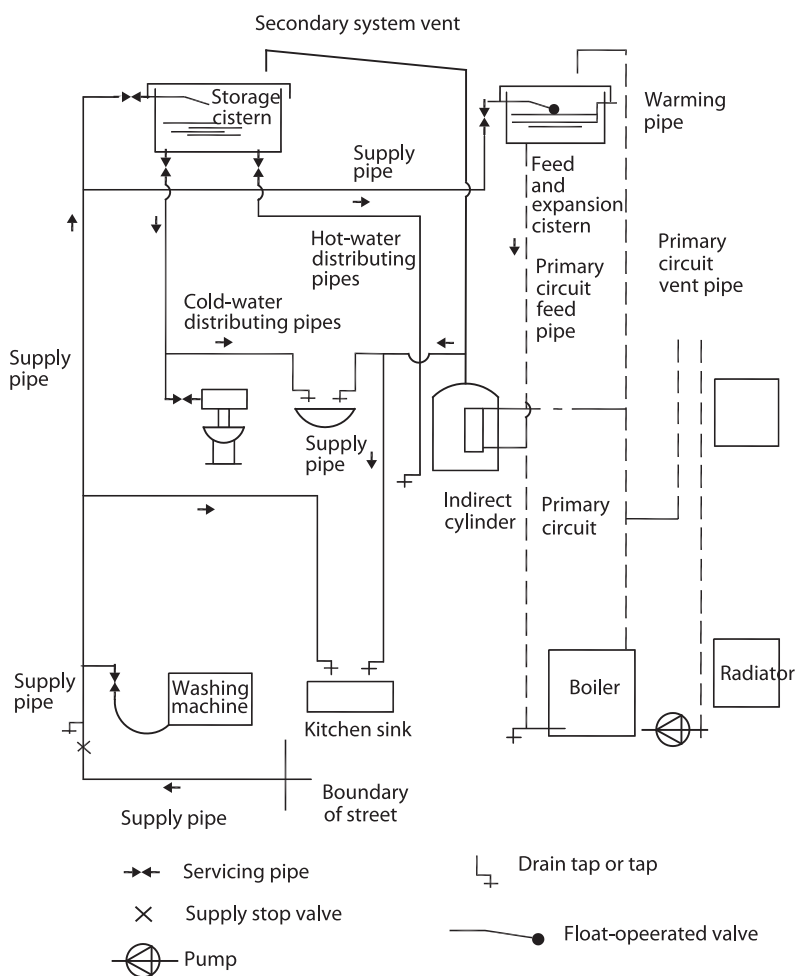 Secondary system vent
Storage
cistern
Warming
pipe
Supply
pipe
Feed
and
expansion
cistern
Hot-water
distributing
pipes
Primary
circuit
vent pipe
Primary
circuit
feed
pipe
Cold-water
distributing pipes
Supply
pipe
Supply
pipe
Indirect
cylinder
Primary
circuit
Supply
pipe
Washing
machine
Kitchen sink
Boiler
Radiator
Boundary
of street
Supply pipe
Servicing pipe
Drain tap or tap
Supply stop valve
Float-opeerated valve
Pump